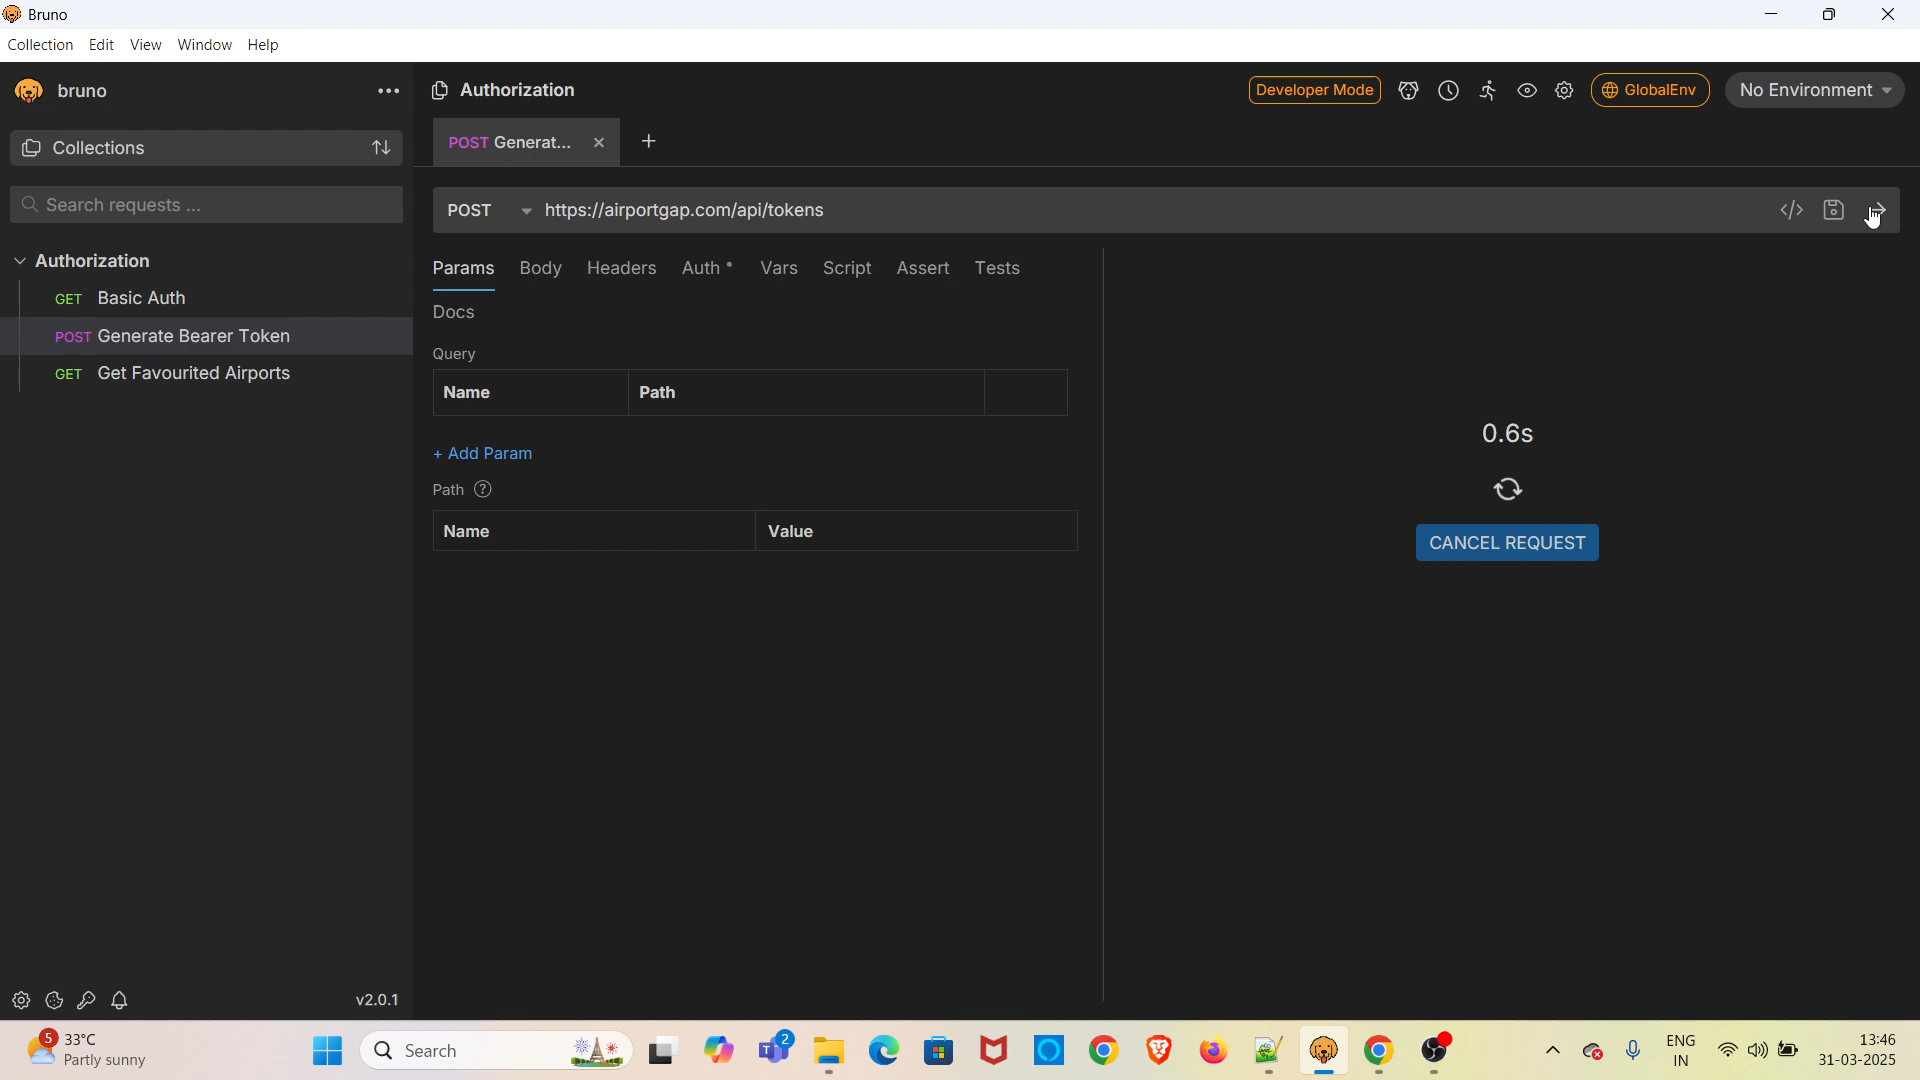 Bruno
Collection Edit View Window Help
bruno
Authorization
Developer Mode
GlobalEnv
No Environment
Collections
POST Generat...
Search requests ...
POST https://airportgap.com/api/tokens
Authorization
GET Basic Auth
POST Generate Bearer Token
GET Get Favourited Airports
Params Body Headers Auth Vars Script Assert Tests
Docs
Query
Name Path
+ Add Param
Path
Name Value
0.6s
CANCEL REQUEST
v2.0.1
5
33°C
Partly sunny
Search
2
ENG
IN
13:46
31-03-2025